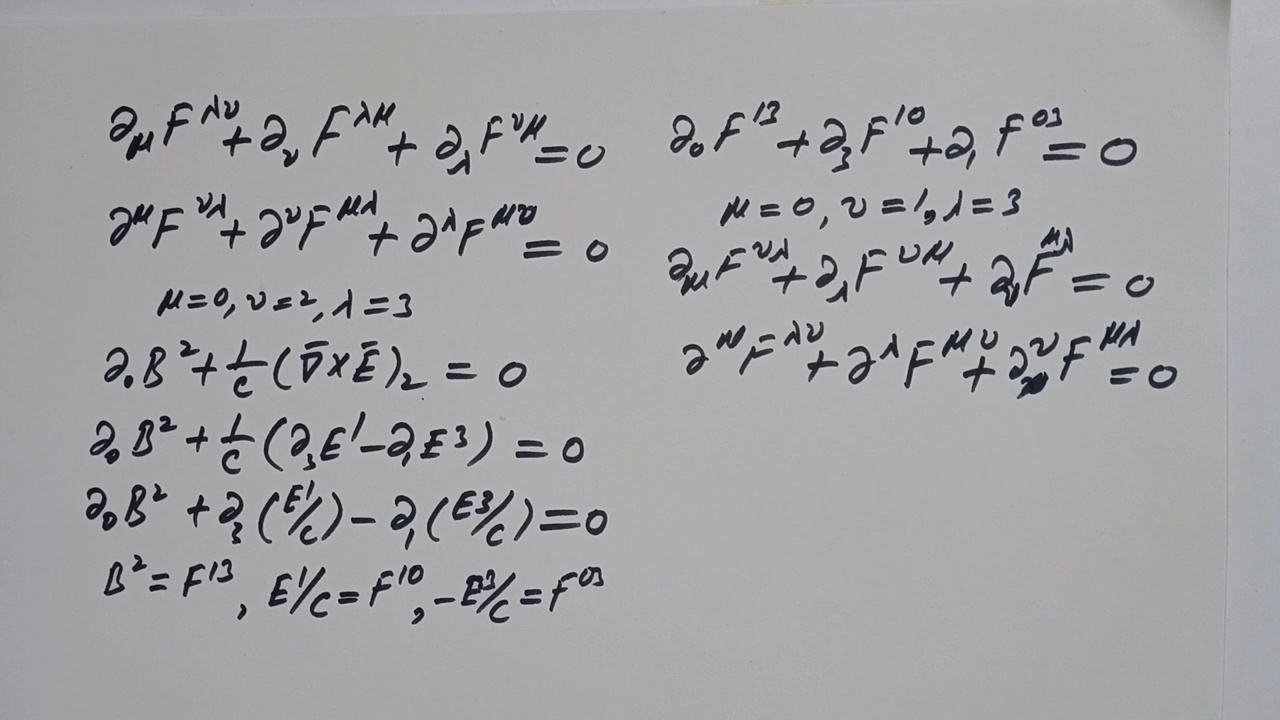 ∂_μ F^{λν} + ∂_ν F^{λμ} + ∂_λ F^{νμ} = 0
∂^μ F^{νλ} + ∂^ν F^{μλ} + ∂^λ F^{μν} = 0
μ=0, ν=2, λ=3
∂_0 B^2 + 1/c (∇̄×Ē)_2 = 0
∂_0 B^2 + 1/c (∂_3 E^1 − ∂_1 E^3) = 0
∂_0 B^2 + ∂_3 (E^1/c) − ∂_1 (E^3/c) = 0
B^2 = F^{13}, E^1/c = F^{10}, −E^3/c = F^{03}
∂_0 F^{13} + ∂_3 F^{10} + ∂_1 F^{03} = 0
μ=0, ν=1, λ=3
∂_μ F^{νλ} + ∂_λ F^{νμ} + ∂_ν F^{μλ} = 0
∂^μ F^{λν} + ∂^λ F^{μν} + ∂^ν F^{μλ} = 0